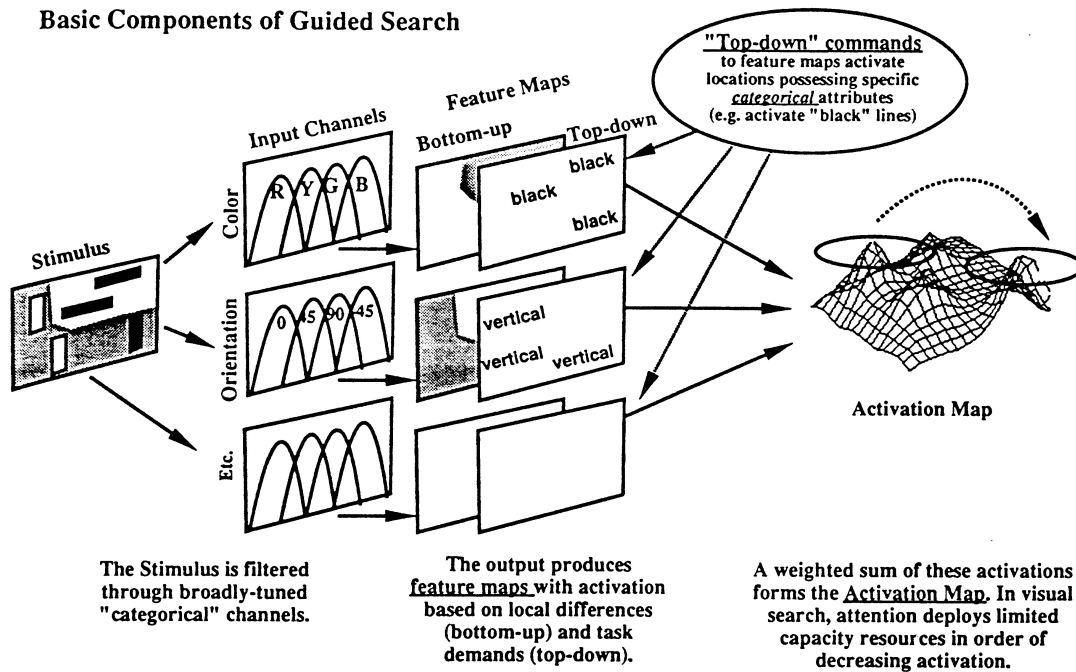 Basic Components of Guided Search
"Top-down" commands
to feature maps activate
locations possessing specific
categorical attributes
(e.g. activate "black" lines)
Feature Maps
Input Channels
Bottom-up
Top-down
Stimulus
Color
R Y G B
black
black
black
Orientation
0 45 90 -45
vertical
vertical
vertical
Etc.
Activation Map
The Stimulus is filtered
through broadly-tuned
"categorical" channels.
The output produces
feature maps with activation
based on local differences
(bottom-up) and task
demands (top-down).
A weighted sum of these activations
forms the Activation Map. In visual
search, attention deploys limited
capacity resources in order of
decreasing activation.